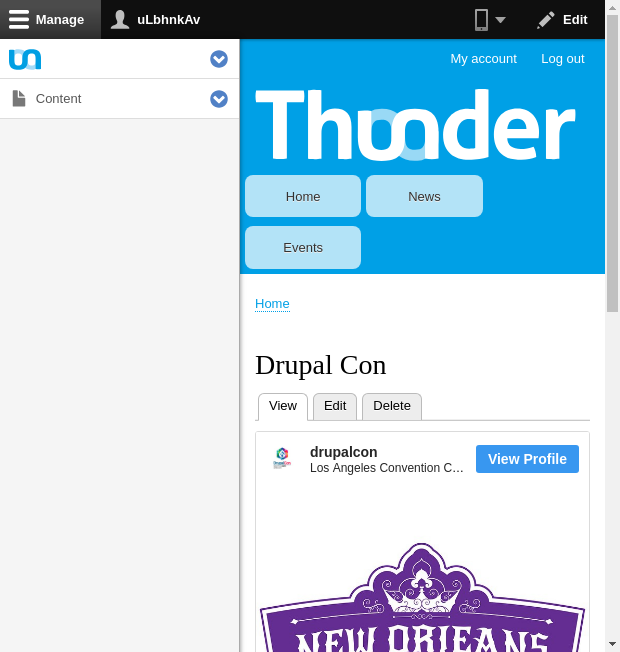 Manage uLbhnkAv Edit
My account Log out
Content
Thunder
Home News
Events
Home
Drupal Con
View Edit Delete
drupalcon
Los Angeles Convention C…
View Profile
NEW ORLEANS